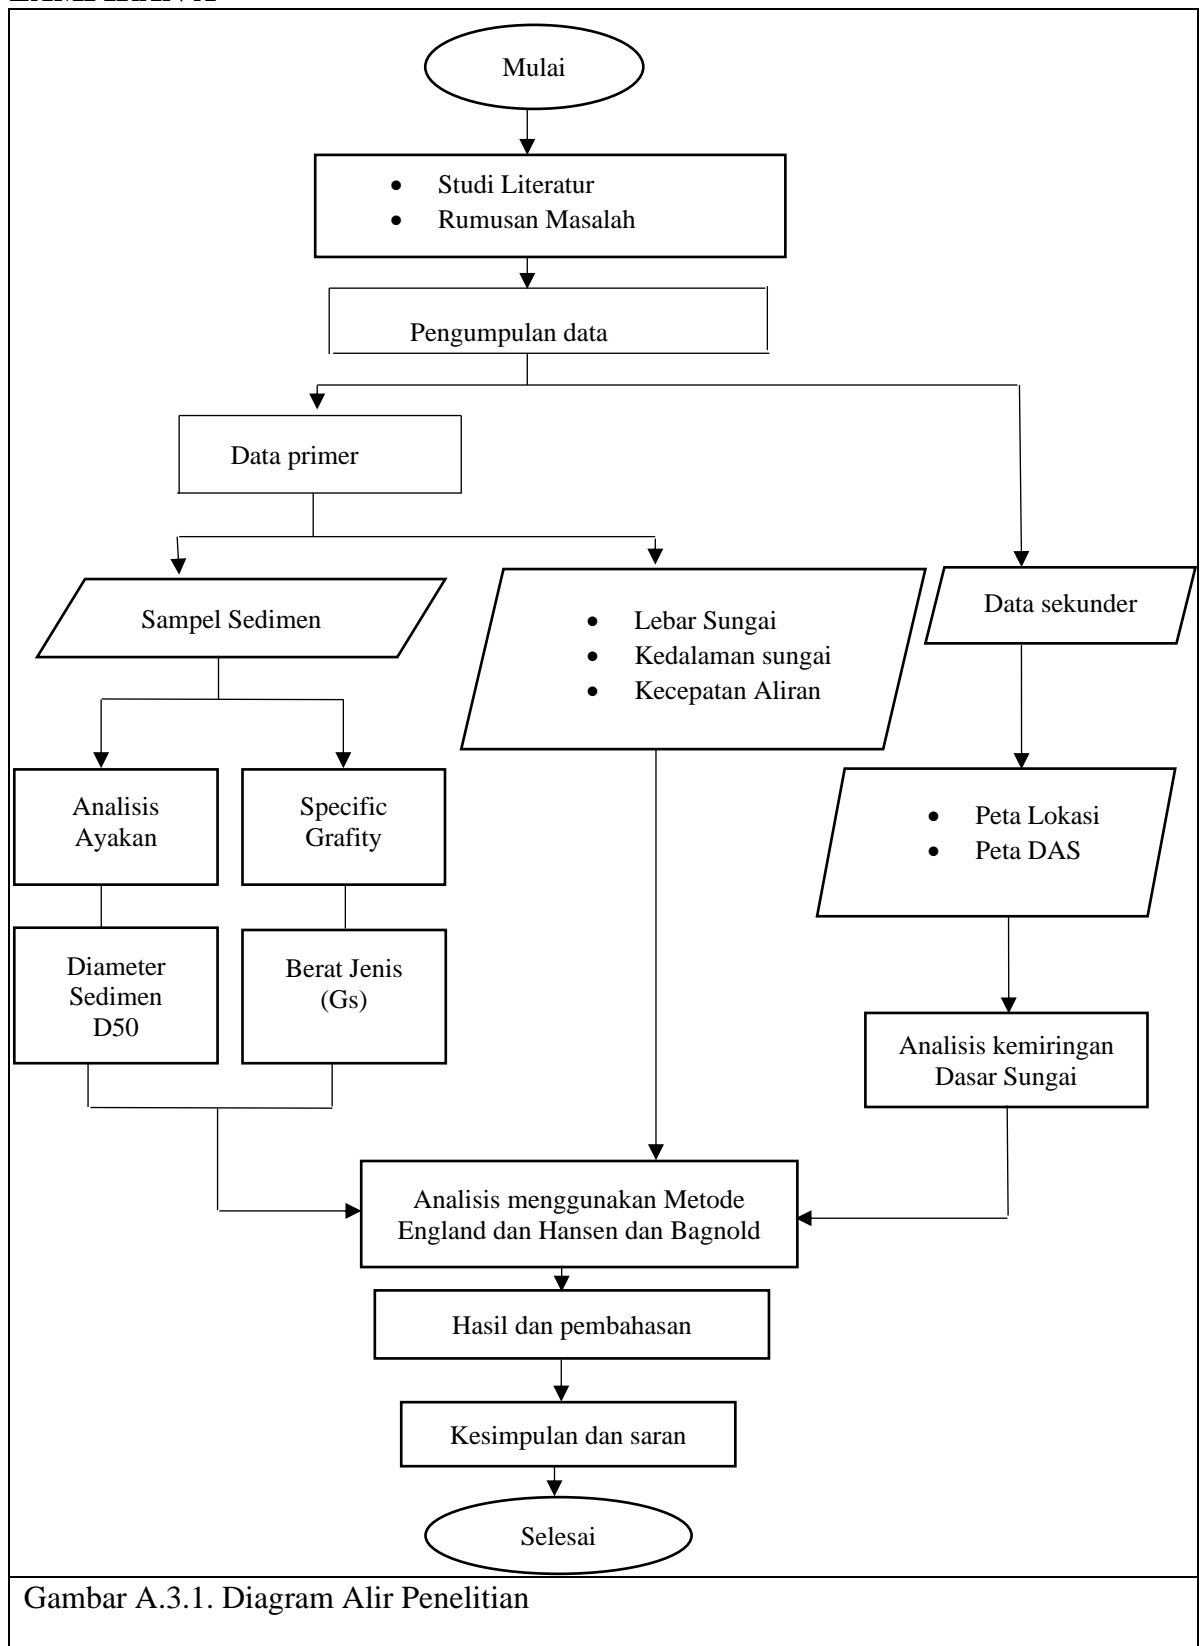 Mulai
• Studi Literatur
• Rumusan Masalah
Pengumpulan data
Data primer
Sampel Sedimen
• Lebar Sungai
• Kedalaman sungai
• Kecepatan Aliran
Data sekunder
Analisis
Ayakan
Specific
Grafity
• Peta Lokasi
• Peta DAS
Diameter
Sedimen
D50
Berat Jenis
(Gs)
Analisis kemiringan
Dasar Sungai
Analisis menggunakan Metode
England dan Hansen dan Bagnold
Hasil dan pembahasan
Kesimpulan dan saran
Selesai
Gambar A.3.1. Diagram Alir Penelitian